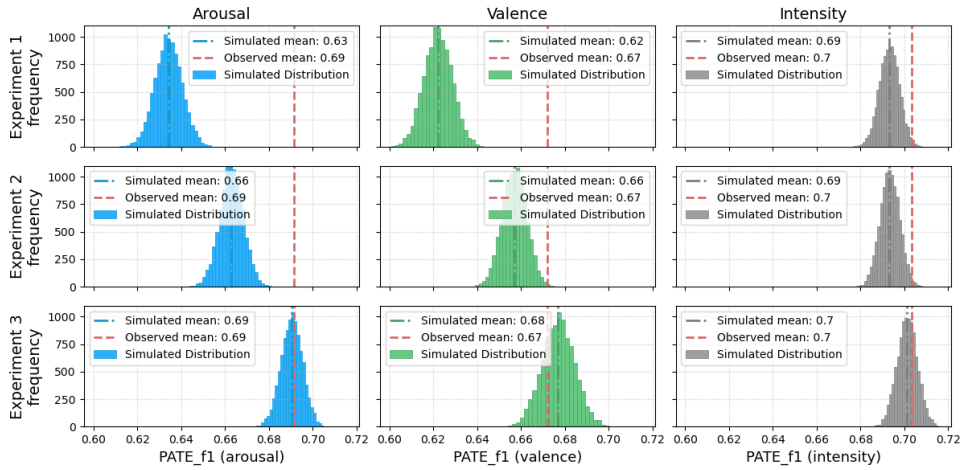 Arousal
Valence
Intensity
Experiment 1
frequency
1000
750
500
250
0
Simulated mean: 0.63
Observed mean: 0.69
Simulated Distribution
Simulated mean: 0.62
Observed mean: 0.67
Simulated Distribution
Simulated mean: 0.69
Observed mean: 0.7
Simulated Distribution
Experiment 2
frequency
1000
750
500
250
0
Simulated mean: 0.66
Observed mean: 0.69
Simulated Distribution
Simulated mean: 0.66
Observed mean: 0.67
Simulated Distribution
Simulated mean: 0.69
Observed mean: 0.7
Simulated Distribution
Experiment 3
frequency
1000
750
500
250
0
Simulated mean: 0.69
Observed mean: 0.69
Simulated Distribution
Simulated mean: 0.68
Observed mean: 0.67
Simulated Distribution
Simulated mean: 0.7
Observed mean: 0.7
Simulated Distribution
0.60 0.62 0.64 0.66 0.68 0.70 0.72
0.60 0.62 0.64 0.66 0.68 0.70 0.72
0.60 0.62 0.64 0.66 0.68 0.70 0.72
PATE_f1 (arousal)
PATE_f1 (valence)
PATE_f1 (intensity)